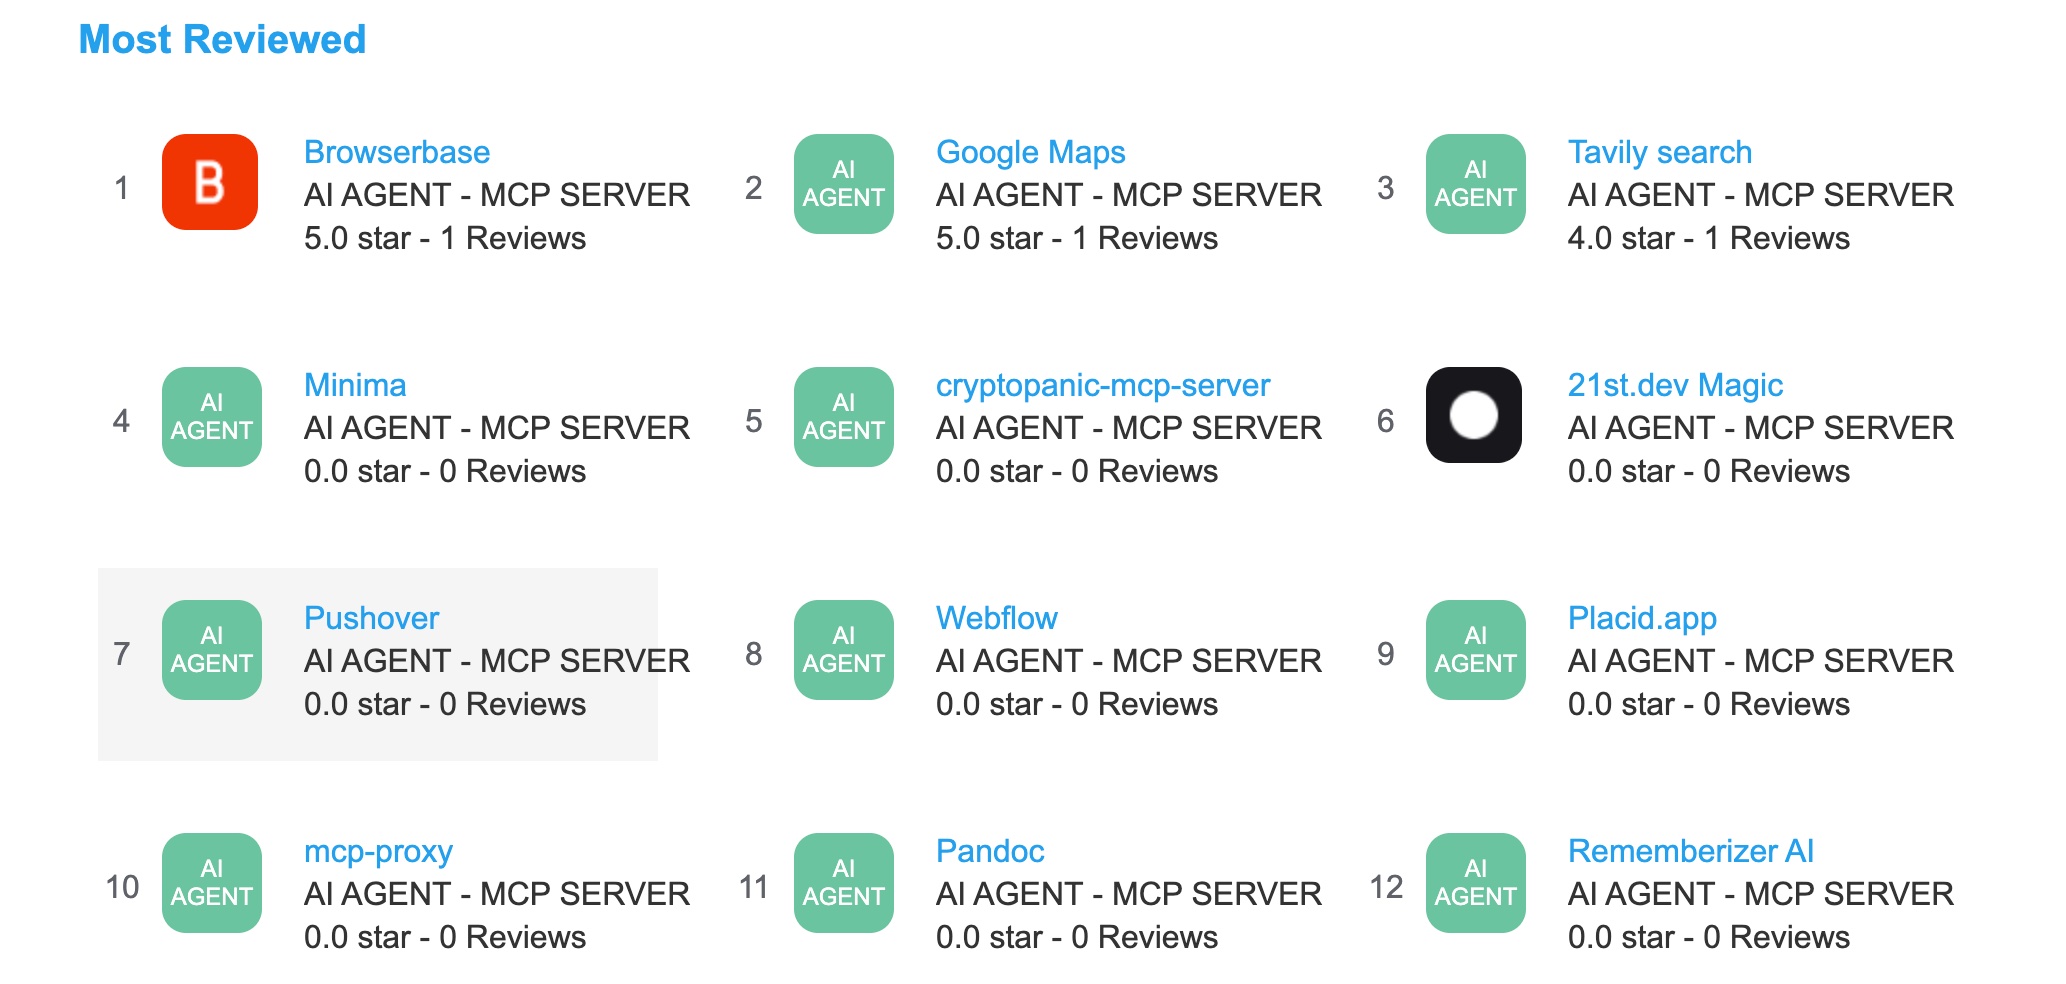 Most Reviewed
1
B
Browserbase
AI AGENT - MCP SERVER
5.0 star - 1 Reviews
2
AI
AGENT
Google Maps
AI AGENT - MCP SERVER
5.0 star - 1 Reviews
3
AI
AGENT
Tavily search
AI AGENT - MCP SERVER
4.0 star - 1 Reviews
4
AI
AGENT
Minima
AI AGENT - MCP SERVER
0.0 star - 0 Reviews
5
AI
AGENT
cryptopanic-mcp-server
AI AGENT - MCP SERVER
0.0 star - 0 Reviews
6
21st.dev Magic
AI AGENT - MCP SERVER
0.0 star - 0 Reviews
7
AI
AGENT
Pushover
AI AGENT - MCP SERVER
0.0 star - 0 Reviews
8
AI
AGENT
Webflow
AI AGENT - MCP SERVER
0.0 star - 0 Reviews
9
AI
AGENT
Placid.app
AI AGENT - MCP SERVER
0.0 star - 0 Reviews
10
AI
AGENT
mcp-proxy
AI AGENT - MCP SERVER
0.0 star - 0 Reviews
11
AI
AGENT
Pandoc
AI AGENT - MCP SERVER
0.0 star - 0 Reviews
12
AI
AGENT
Rememberizer AI
AI AGENT - MCP SERVER
0.0 star - 0 Reviews